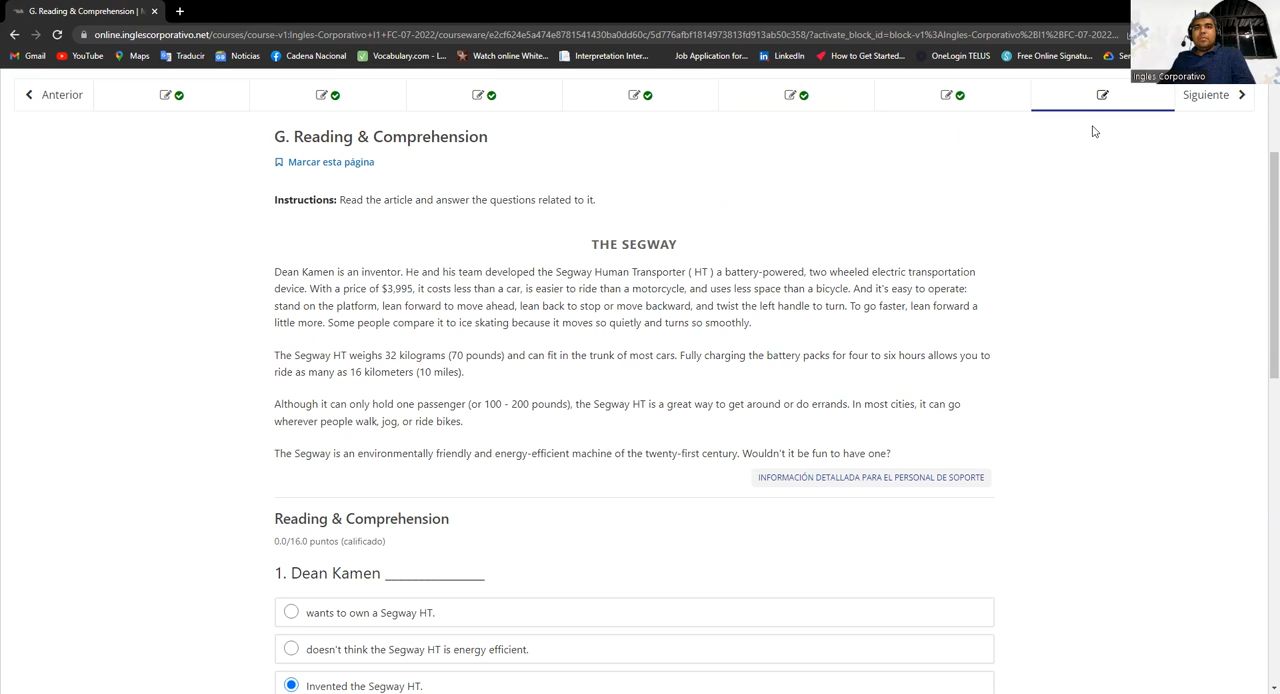 G. Reading & Comprehension |
online.inglescorporativo.net/courses/course-v1:Ingles-Corporativo+I1+FC-07-2022/courseware/e2cf624e5a474e8781541430ba0dd60c/5d776afbf1814973813fd913ab50c358/?activate_block_id=block-v1%3AIngles-Corporativo%2BI1%2BFC-07-2022...
Gmail YouTube Maps Traducir Noticias Cadena Nacional Vocabulary.com - L... Watch online White... Interpretation Inter... Job Application for... LinkedIn How to Get Started... OneLogin TELUS Free Online Signatu...
Ingles Corporativo
Anterior Siguiente
G. Reading & Comprehension
Marcar esta página
Instructions: Read the article and answer the questions related to it.
THE SEGWAY
Dean Kamen is an inventor. He and his team developed the Segway Human Transporter ( HT ) a battery-powered, two wheeled electric transportation
device. With a price of $3,995, it costs less than a car, is easier to ride than a motorcycle, and uses less space than a bicycle. And it's easy to operate:
stand on the platform, lean forward to move ahead, lean back to stop or move backward, and twist the left handle to turn. To go faster, lean forward a
little more. Some people compare it to ice skating because it moves so quietly and turns so smoothly.
The Segway HT weighs 32 kilograms (70 pounds) and can fit in the trunk of most cars. Fully charging the battery packs for four to six hours allows you to
ride as many as 16 kilometers (10 miles).
Although it can only hold one passenger (or 100 - 200 pounds), the Segway HT is a great way to get around or do errands. In most cities, it can go
wherever people walk, jog, or ride bikes.
The Segway is an environmentally friendly and energy-efficient machine of the twenty-first century. Wouldn't it be fun to have one?
INFORMACIÓN DETALLADA PARA EL PERSONAL DE SOPORTE
Reading & Comprehension
0.0/16.0 puntos (calificado)
1. Dean Kamen _______________
wants to own a Segway HT.
doesn't think the Segway HT is energy efficient.
Invented the Segway HT.